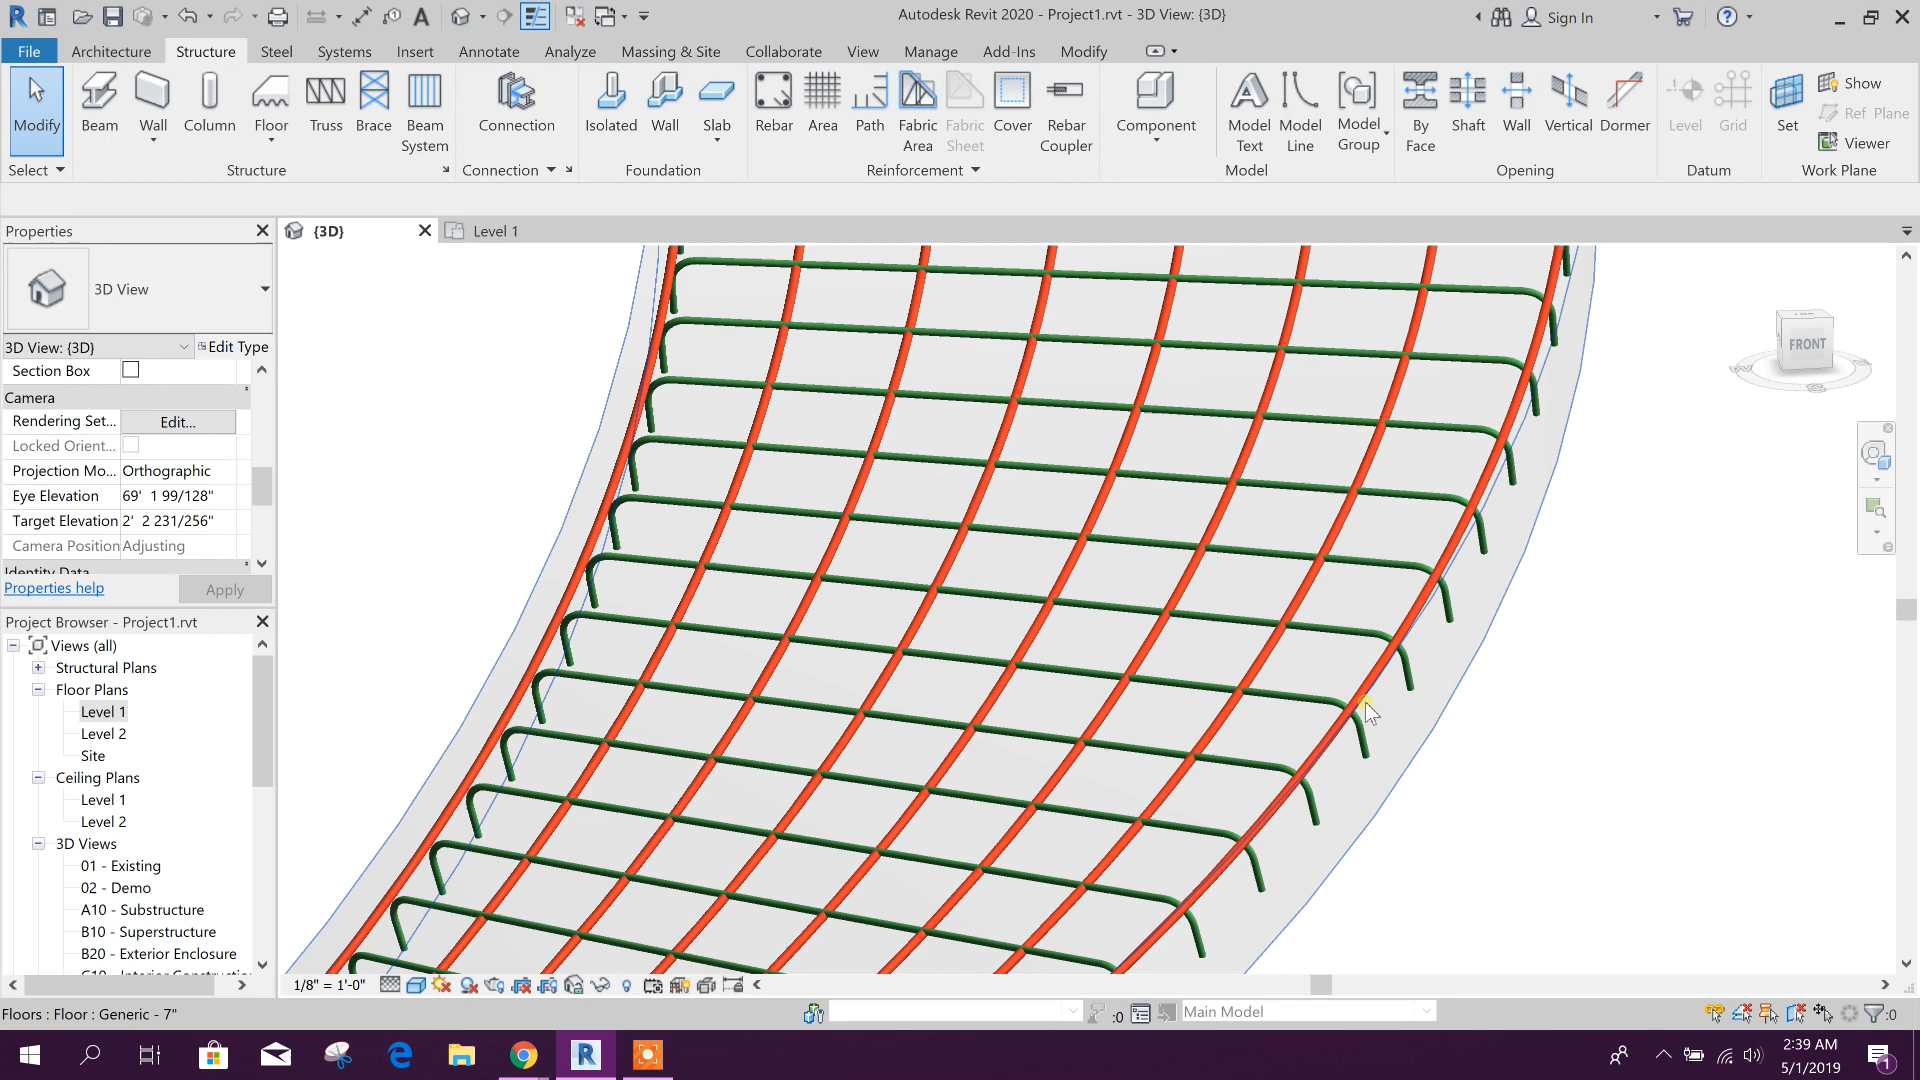 Autodesk Revit 2020 - Project1.rvt - 3D View: {3D}
Sign In
File Architecture Structure Steel Systems Insert Annotate Analyze Massing & Site Collaborate View Manage Add-Ins Modify
Modify
Beam
Wall
Column
Floor
Truss
Brace
Beam System
Connection
Isolated
Wall
Slab
Rebar
Area
Path
Fabric Area
Fabric Sheet
Cover
Rebar Coupler
Component
Model Text
Model Line
Model Group
By Face
Shaft
Wall
Vertical
Dormer
Level
Grid
Set
Show
Ref Plane
Viewer
Select
Structure
Connection
Foundation
Reinforcement
Model
Opening
Datum
Work Plane
Properties
{3D}
Level 1
3D View
3D View: {3D}
Edit Type
Section Box
Camera
Rendering Set... Edit...
Locked Orient...
Projection Mo... Orthographic
Eye Elevation 69' 1 99/128"
Target Elevation 2' 2 231/256"
Camera Position Adjusting
Identity Data
Properties help
Apply
FRONT
Project Browser - Project1.rvt
Views (all)
Structural Plans
Floor Plans
Level 1
Level 2
Site
Ceiling Plans
Level 1
Level 2
3D Views
01 - Existing
02 - Demo
A10 - Substructure
B10 - Superstructure
B20 - Exterior Enclosure
1/8" = 1'-0"
Floors : Floor : Generic - 7"
:0
Main Model
:0
2:39 AM
5/1/2019
1